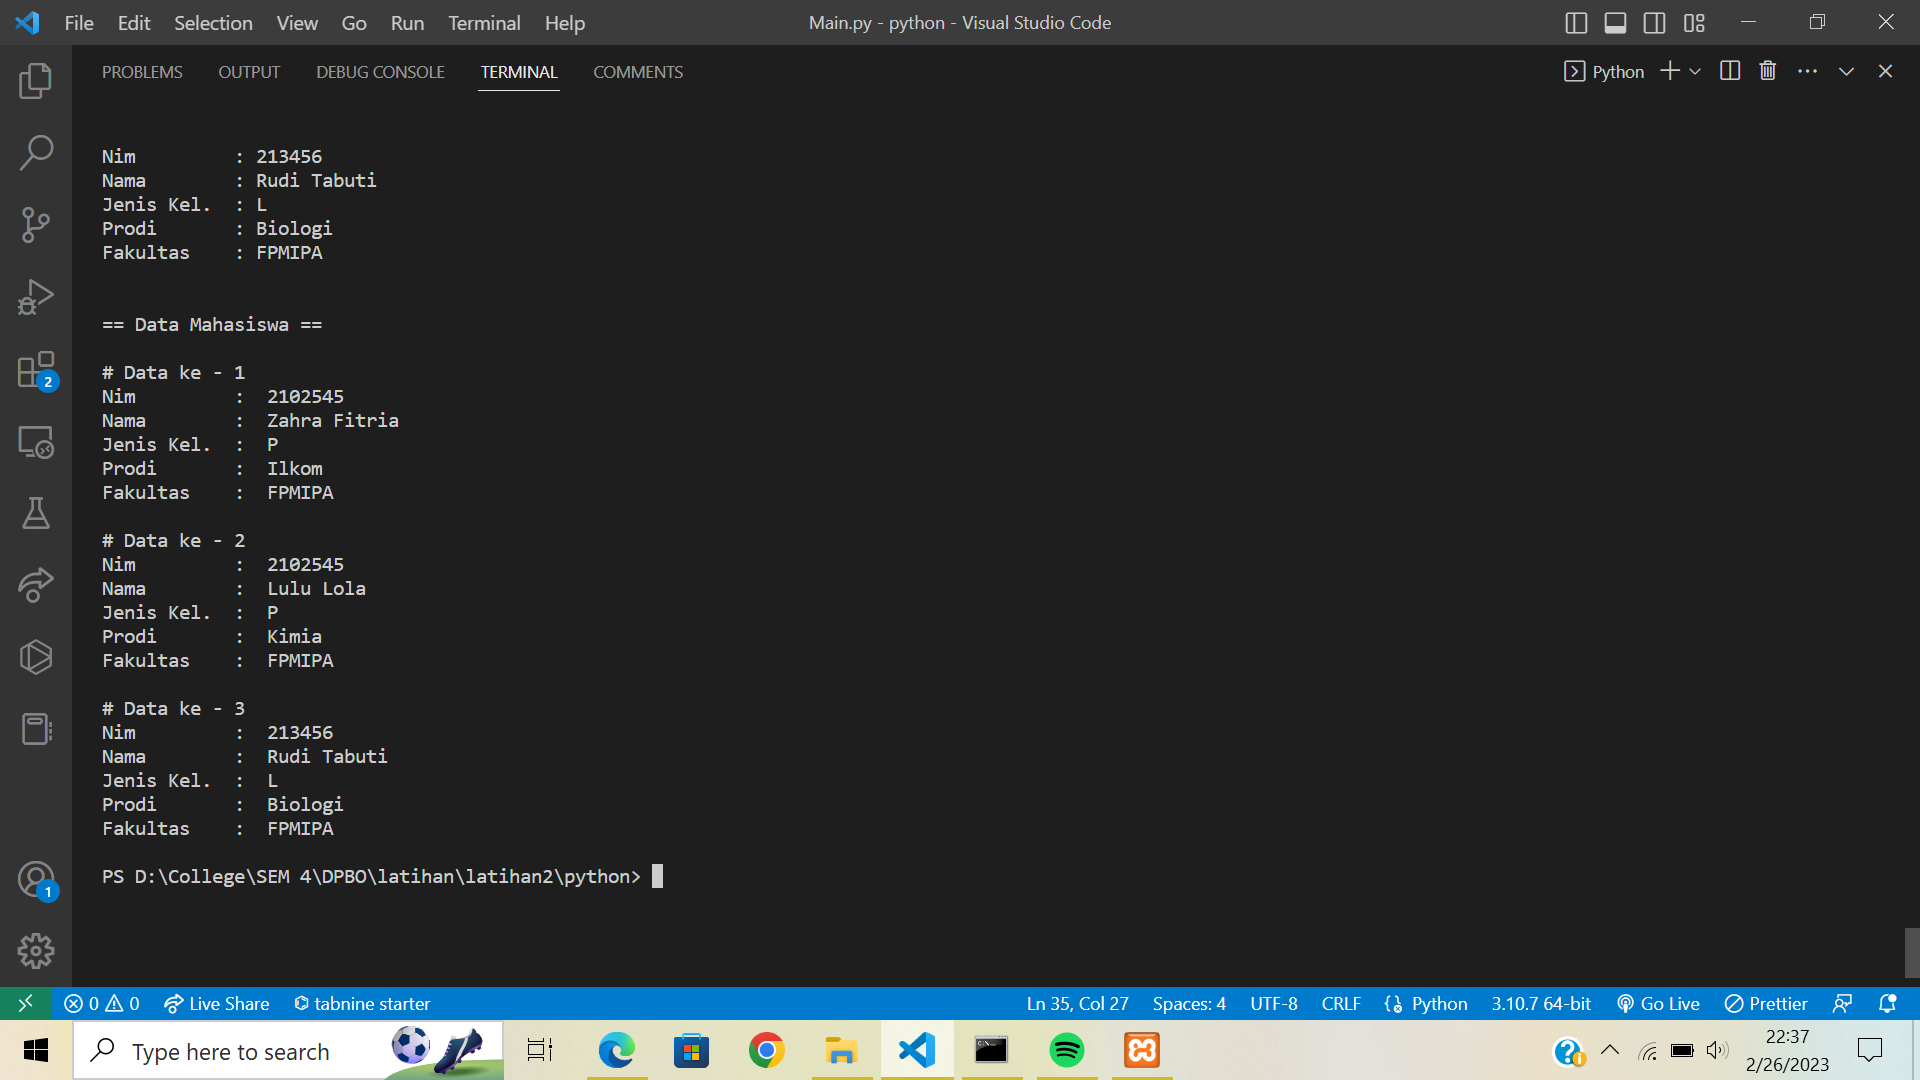 File Edit Selection View Go Run Terminal Help Main.py - python - Visual Studio Code
PROBLEMS OUTPUT DEBUG CONSOLE TERMINAL COMMENTS Python
Nim : 213456
Nama : Rudi Tabuti
Jenis Kel. : L
Prodi : Biologi
Fakultas : FPMIPA
== Data Mahasiswa ==
# Data ke - 1
Nim : 2102545
Nama : Zahra Fitria
Jenis Kel. : P
Prodi : Ilkom
Fakultas : FPMIPA
# Data ke - 2
Nim : 2102545
Nama : Lulu Lola
Jenis Kel. : P
Prodi : Kimia
Fakultas : FPMIPA
# Data ke - 3
Nim : 213456
Nama : Rudi Tabuti
Jenis Kel. : L
Prodi : Biologi
Fakultas : FPMIPA
PS D:\College\SEM 4\DPBO\latihan\latihan2\python>
2
1
0 0 Live Share tabnine starter Ln 35, Col 27 Spaces: 4 UTF-8 CRLF Python 3.10.7 64-bit Go Live Prettier
Type here to search
22:37
2/26/2023